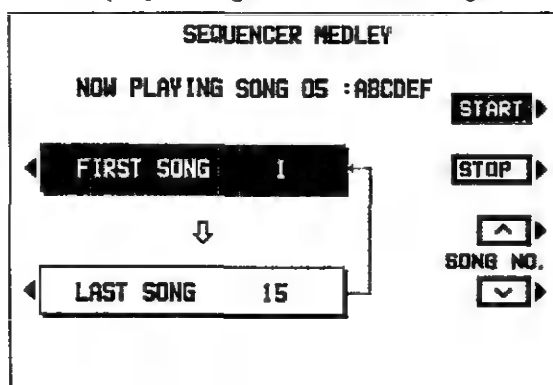 SEQUENCER MEDLEY
NOW PLAYING SONG 05 :ABCDEF
START
FIRST SONG 1
STOP
SONG NO.
LAST SONG 15